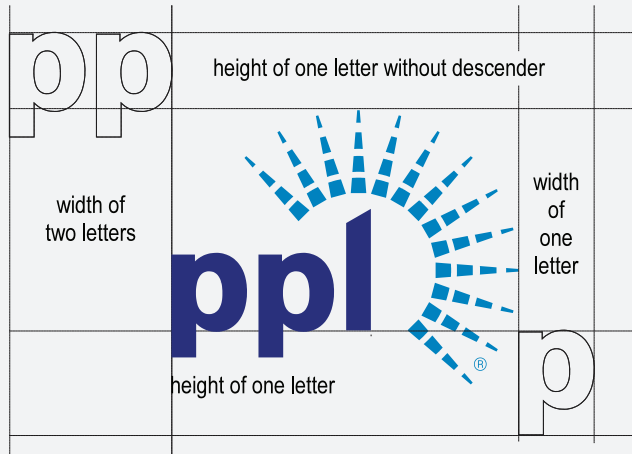 pp
height of one letter without descender
width of
two letters
width
of
one
letter
ppl
®
height of one letter
p